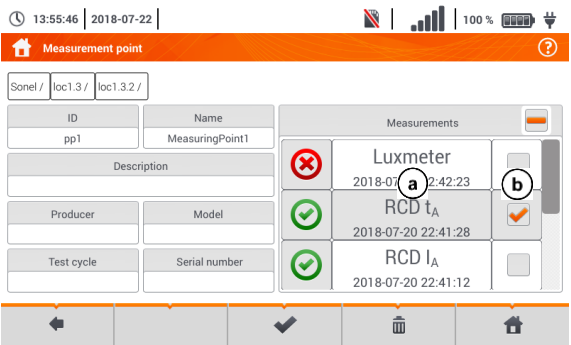 13:55:46 2018-07-22 100 %
Measurement point ?
Sonel / loc1.3 / loc1.3.2 /
ID Name
pp1 MeasuringPoint1
Description
Producer Model
Test cycle Serial number
Measurements
Luxmeter
2018-07 2:42:23
a b
RCD tA
2018-07-20 22:41:28
RCD IA
2018-07-20 22:41:12